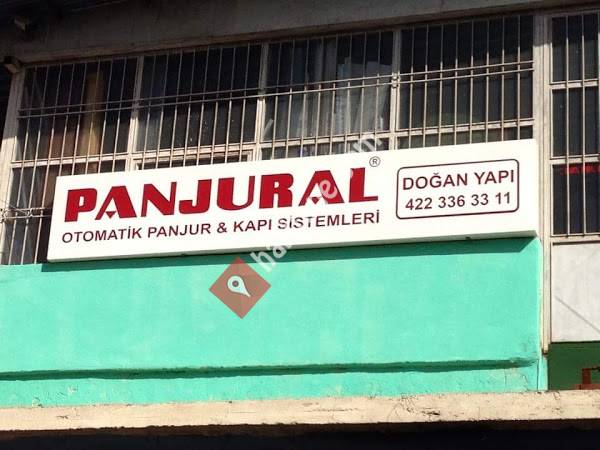 PANJURAL®
OTOMATİK PANJUR & KAPI SİSTEMLERİ
DOĞAN YAPI
422 336 33 11